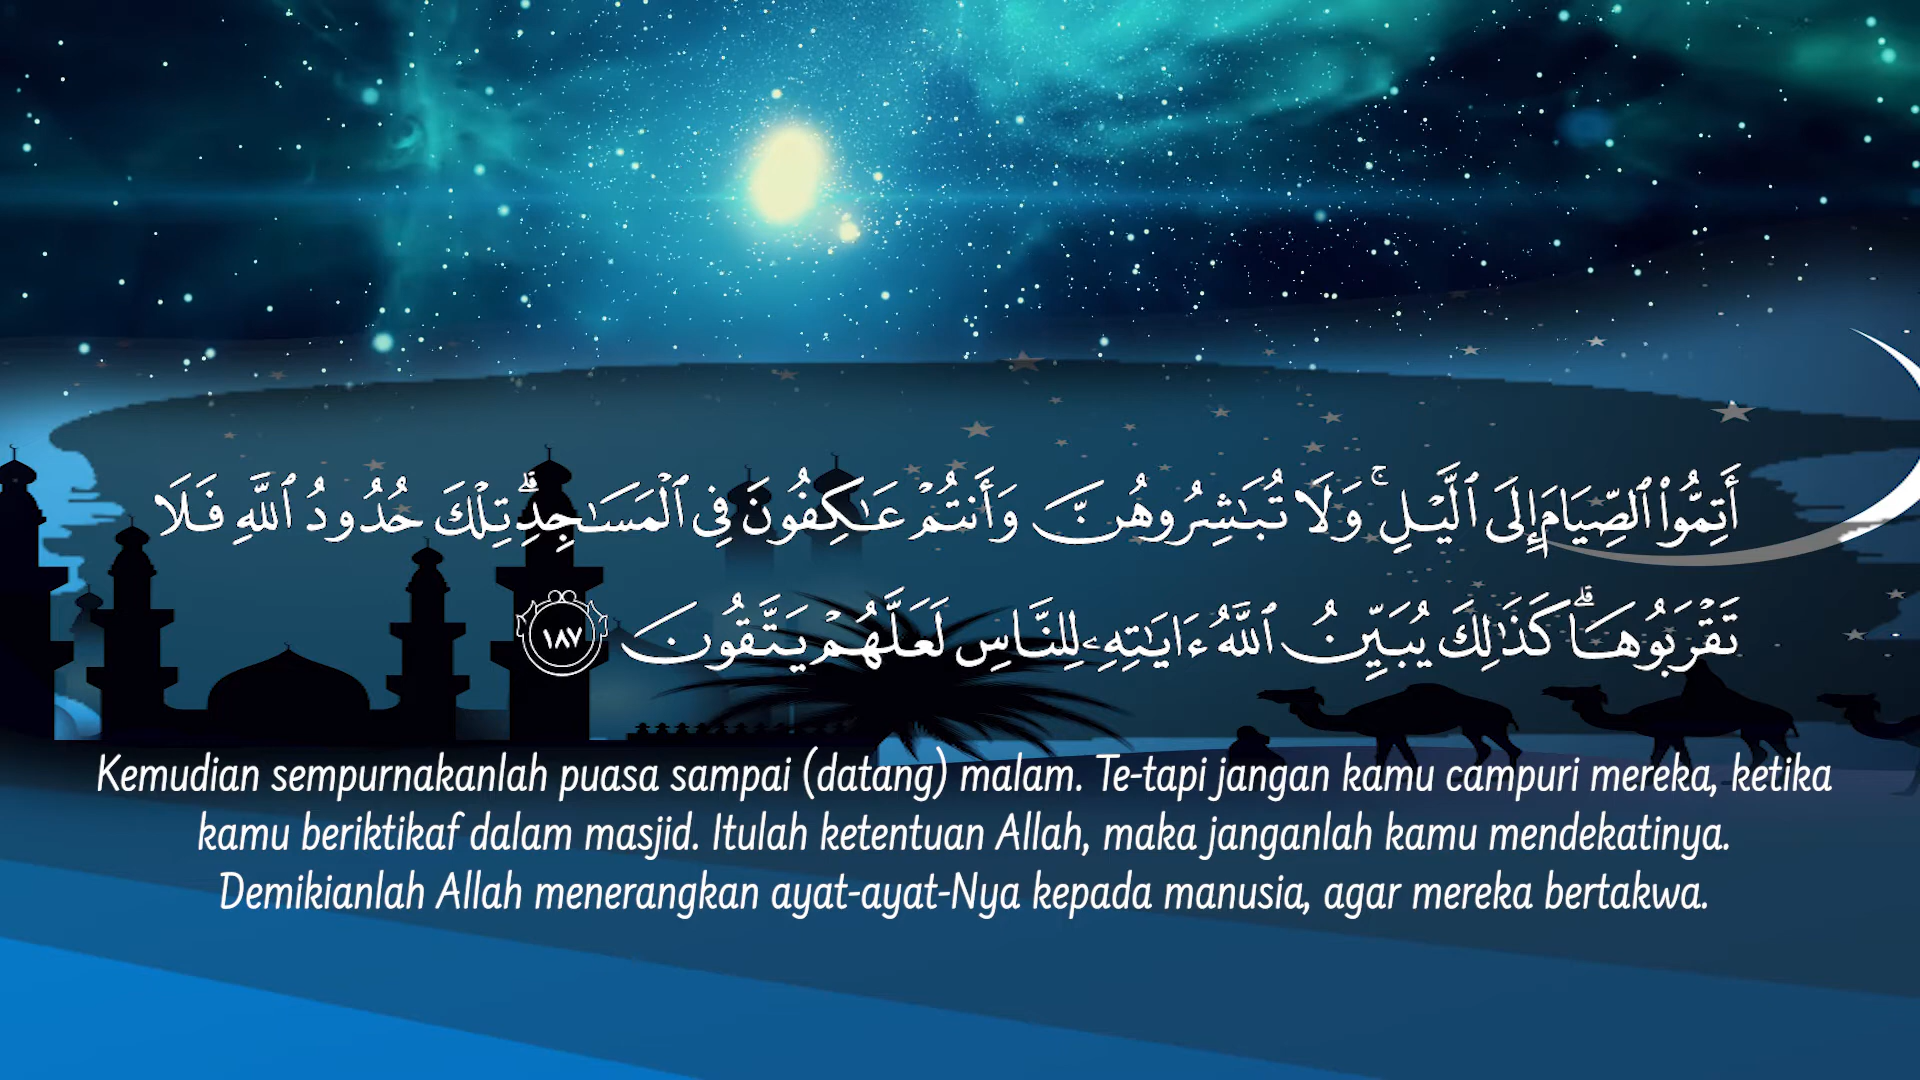 أَتِمُّوا۟ ٱلصِّيَامَ إِلَى ٱلَّيْلِ ۚ وَلَا تُبَـٰشِرُوهُنَّ وَأَنتُمْ عَـٰكِفُونَ فِى ٱلْمَسَـٰجِدِ ۗ تِلْكَ حُدُودُ ٱللَّهِ فَلَا
تَقْرَبُوهَا ۗ كَذَٰلِكَ يُبَيِّنُ ٱللَّهُ ءَايَـٰتِهِۦ لِلنَّاسِ لَعَلَّهُمْ يَتَّقُونَ ١٨٧
Kemudian sempurnakanlah puasa sampai (datang) malam. Te-tapi jangan kamu campuri mereka, ketika
kamu beriktikaf dalam masjid. Itulah ketentuan Allah, maka janganlah kamu mendekatinya.
Demikianlah Allah menerangkan ayat-ayat-Nya kepada manusia, agar mereka bertakwa.